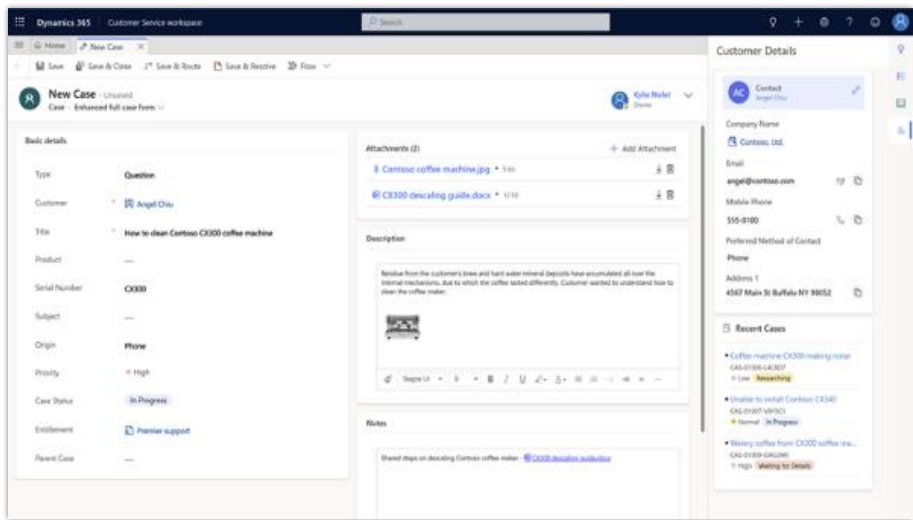 Dynamics 365 Customer Service workspace
Search
Home
New Case
Save
Save & Close
Save & Route
Save & Resolve
Flow
New Case - Unsaved
Case · Enhanced full case form
Kylie Nolet
Owner
Basic details
Type Question
Customer * Angel Chiu
Title * How to clean Contoso CX300 coffee machine
Product ---
Serial Number CX300
Subject ---
Origin Phone
Priority High
Case Status In Progress
Entitlement Premier support
Parent Case ---
Attachments (2)
+ Add Attachment
Contoso coffee machine.jpg
CX300 descaling guide.docx
Description
Residue from the customer's brew and hard water mineral deposits have accumulated all over the
internal mechanisms, due to which the coffee tasted differently. Customer wanted to understand how to
clean the coffee maker.
Segoe UI
9
B I U
Notes
Shared steps on descaling Contoso coffee maker - CX300 descaling guide.docx
Customer Details
AC
Contact
Angel Chiu
Company Name
Contoso, Ltd.
Email
angel@contoso.com
Mobile Phone
555-0100
Preferred Method of Contact
Phone
Address 1
4567 Main St Buffalo NY 90052
Recent Cases
Coffee machine CX300 making noise
Low Researching
Unable to install Contoso CX340
Normal In Progress
Watery coffee from CX300 coffee ma...
High Waiting for Details